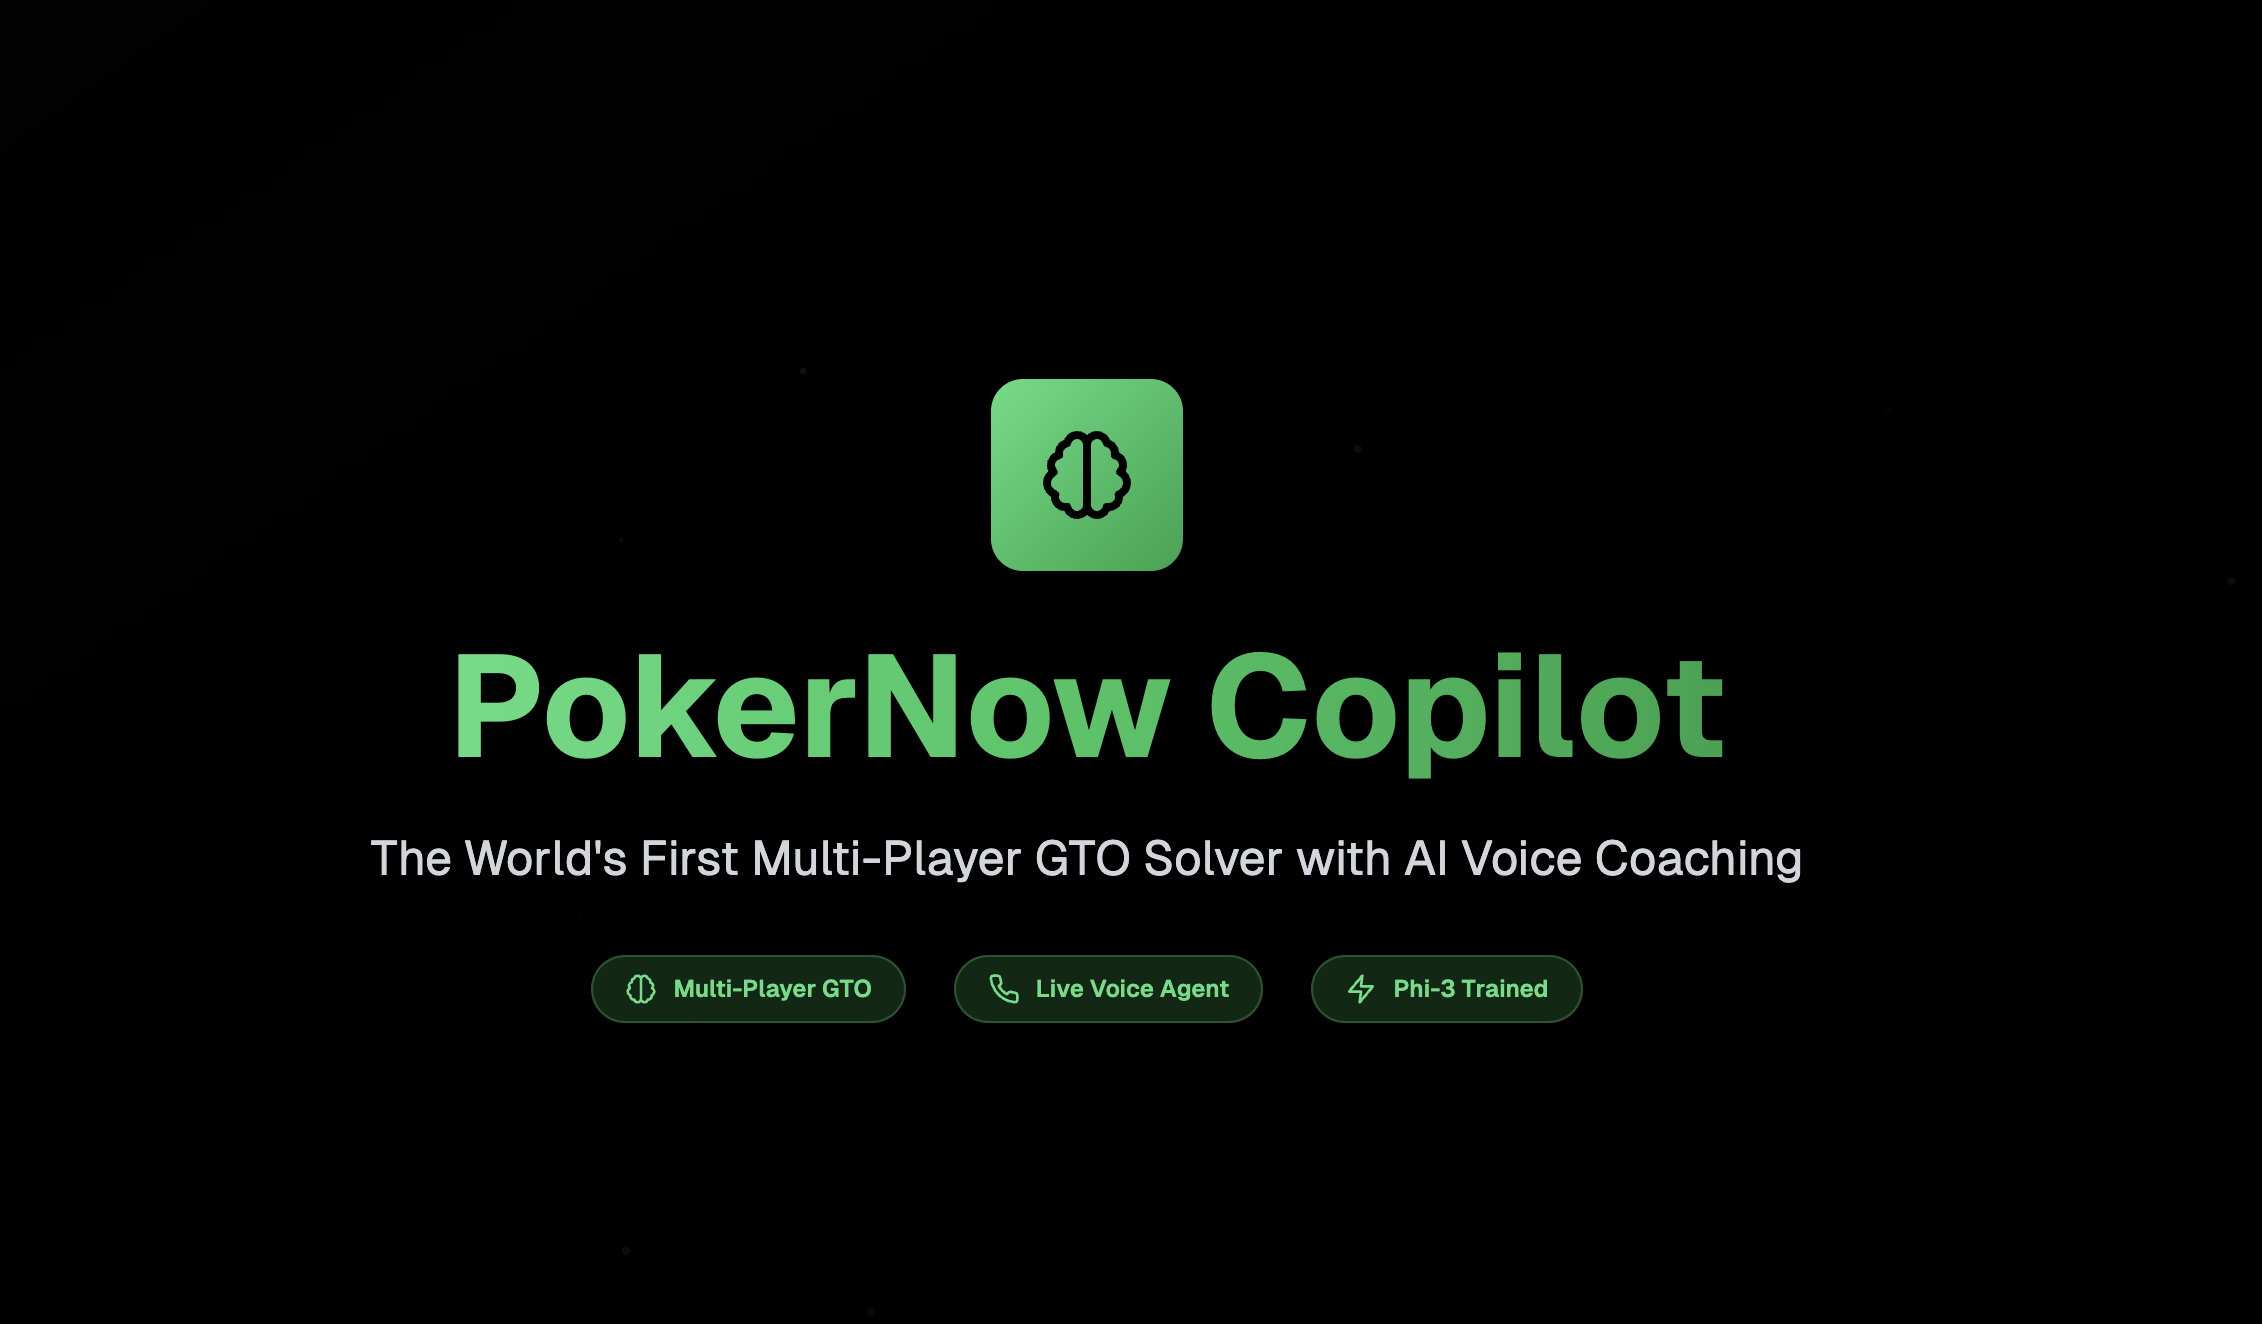 PokerNow Copilot
The World's First Multi-Player GTO Solver with AI Voice Coaching
Multi-Player GTO
Live Voice Agent
Phi-3 Trained